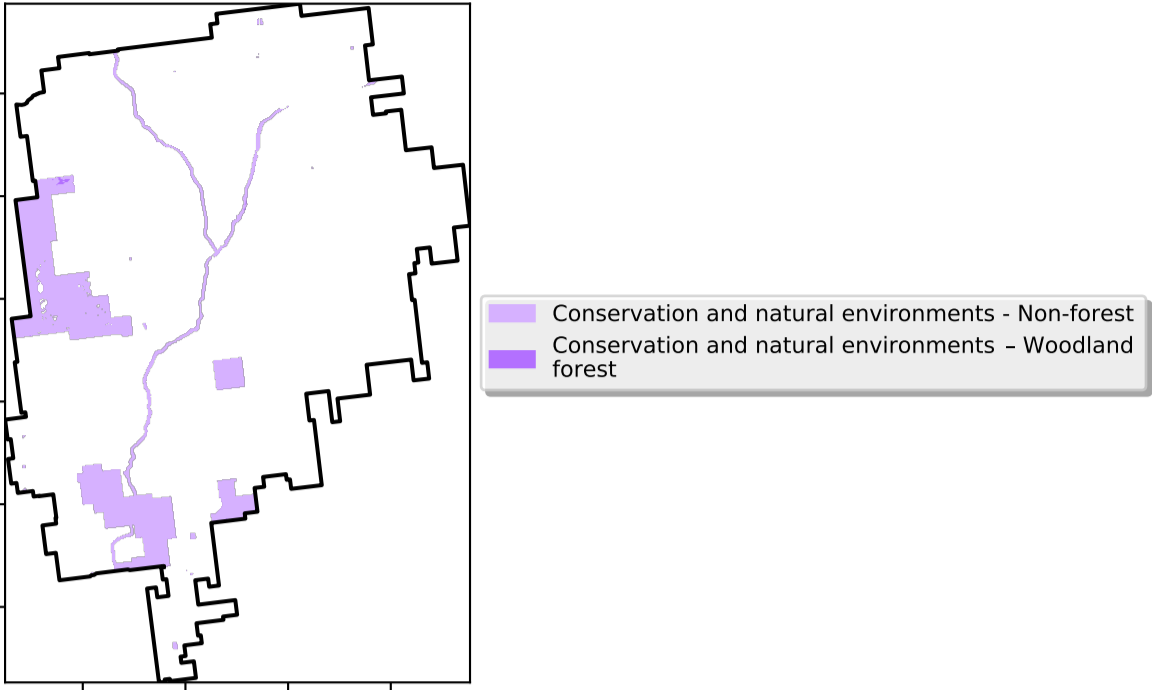 Conservation and natural environments - Non-forest
Conservation and natural environments – Woodland
forest